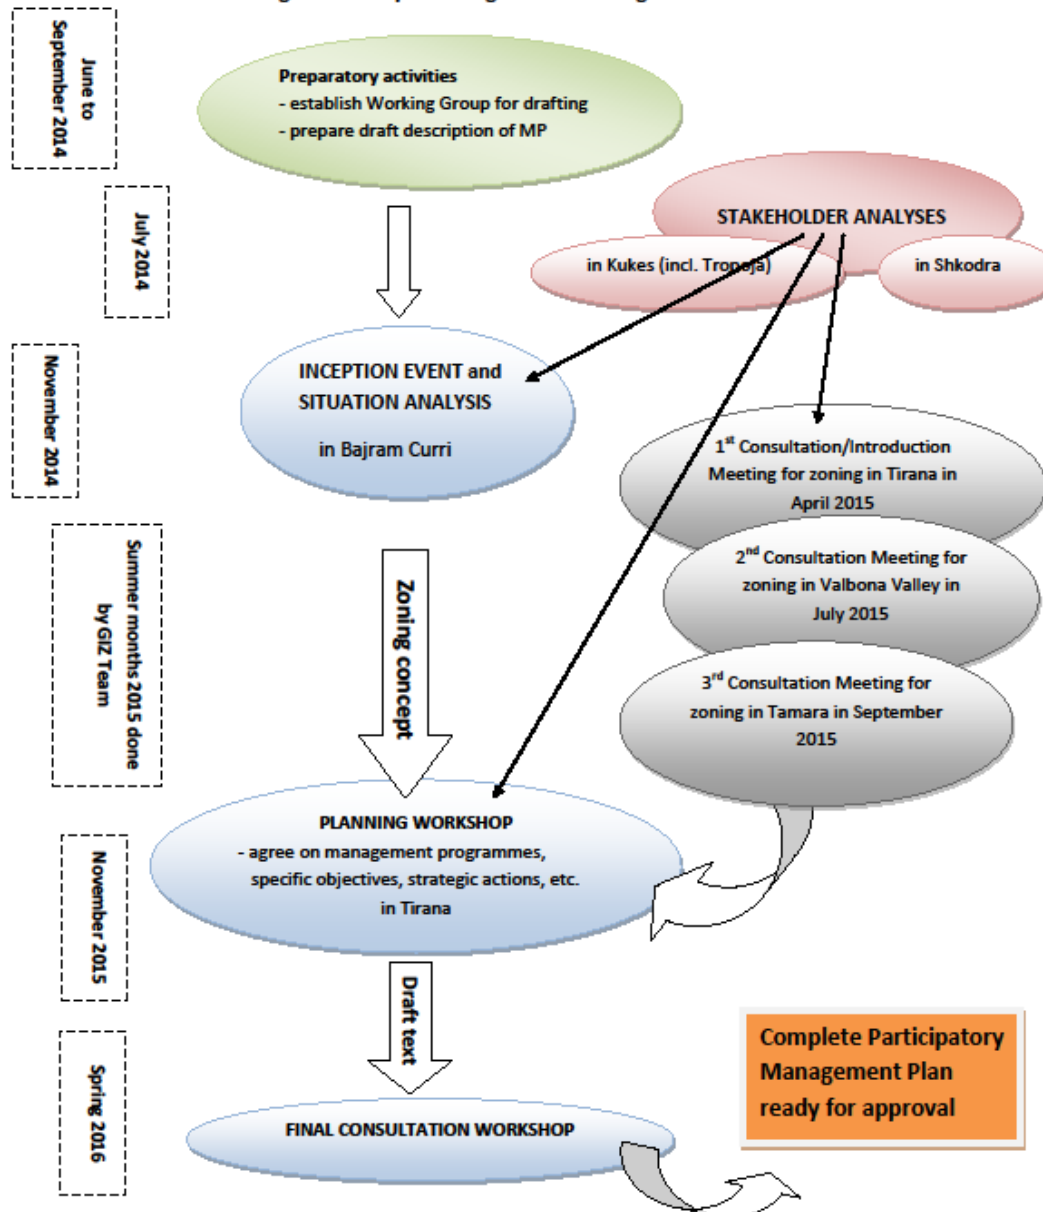 June to
September 2014
Preparatory activities
- establish Working Group for drafting
- prepare draft description of MP
July 2014
STAKEHOLDER ANALYSES
in Kukes (incl. Tropoja)
in Shkodra
November 2014
INCEPTION EVENT and
SITUATION ANALYSIS
in Bajram Curri
1st Consultation/Introduction
Meeting for zoning in Tirana in
April 2015
2nd Consultation Meeting for
zoning in Valbona Valley in
July 2015
3rd Consultation Meeting for
zoning in Tamara in September
2015
Summer months 2015 done
by GIZ Team
Zoning concept
November 2015
PLANNING WORKSHOP
- agree on management programmes,
specific objectives, strategic actions, etc.
in Tirana
Draft text
Spring 2016
FINAL CONSULTATION WORKSHOP
Complete Participatory
Management Plan
ready for approval